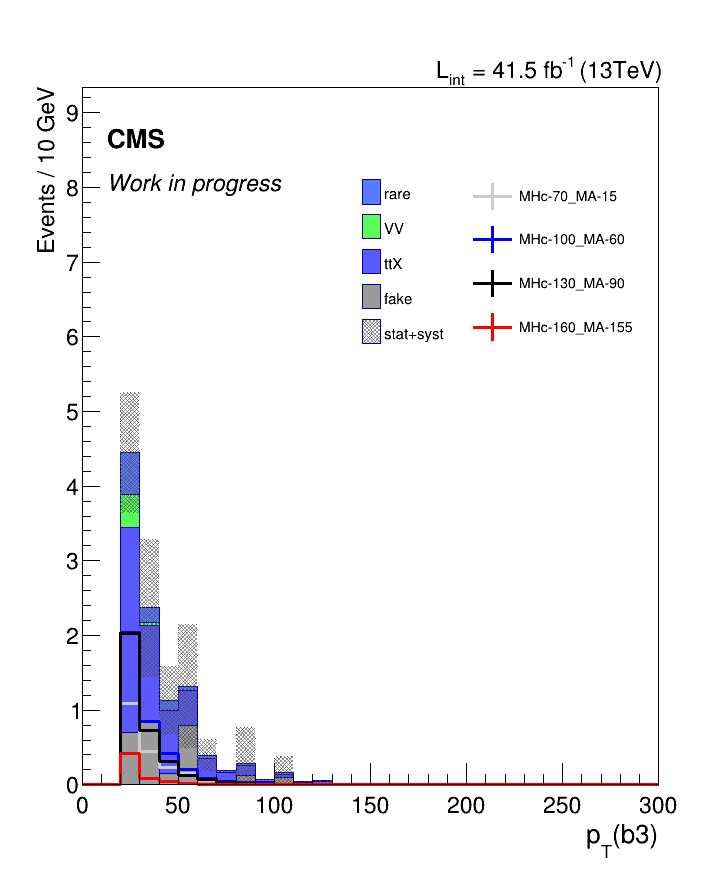 L_int = 41.5 fb^-1 (13TeV)
Events / 10 GeV
CMS
Work in progress
rare
VV
ttX
fake
stat+syst
MHc-70_MA-15
MHc-100_MA-60
MHc-130_MA-90
MHc-160_MA-155
9
8
7
6
5
4
3
2
1
0
0 50 100 150 200 250 300
p_T(b3)